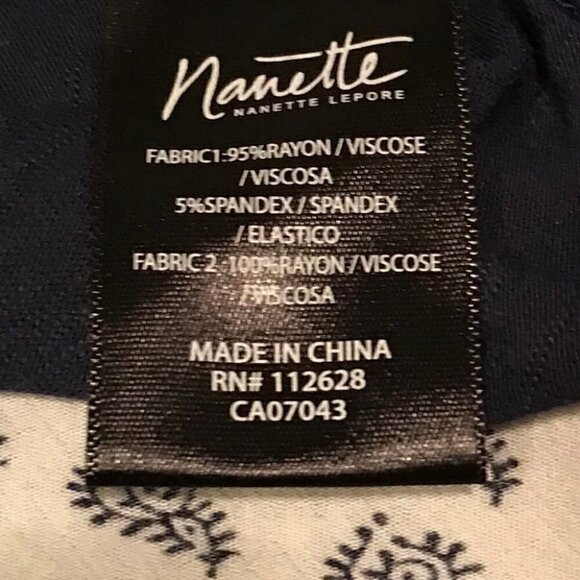 Nanette
NANETTE LEPORE
FABRIC1-95%RAYON / VISCOSE
/ VISCOSA
5%SPANDEX / SPANDEX
/ ELASTICO
FABRIC 2 -100%RAYON / VISCOSE
/ VISCOSA
MADE IN CHINA
RN# 112628
CA07043